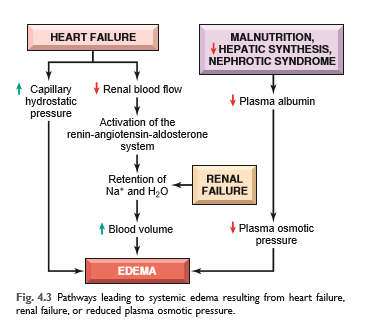 HEART FAILURE
MALNUTRITION,
↓HEPATIC SYNTHESIS,
NEPHROTIC SYNDROME
↑ Capillary
hydrostatic
pressure
↓ Renal blood flow
↓ Plasma albumin
Activation of the
renin-angiotensin-aldosterone
system
Retention of
Na⁺ and H₂O
RENAL
FAILURE
↑ Blood volume
↓ Plasma osmotic
pressure
EDEMA
Fig. 4.3 Pathways leading to systemic edema resulting from heart failure,
renal failure, or reduced plasma osmotic pressure.